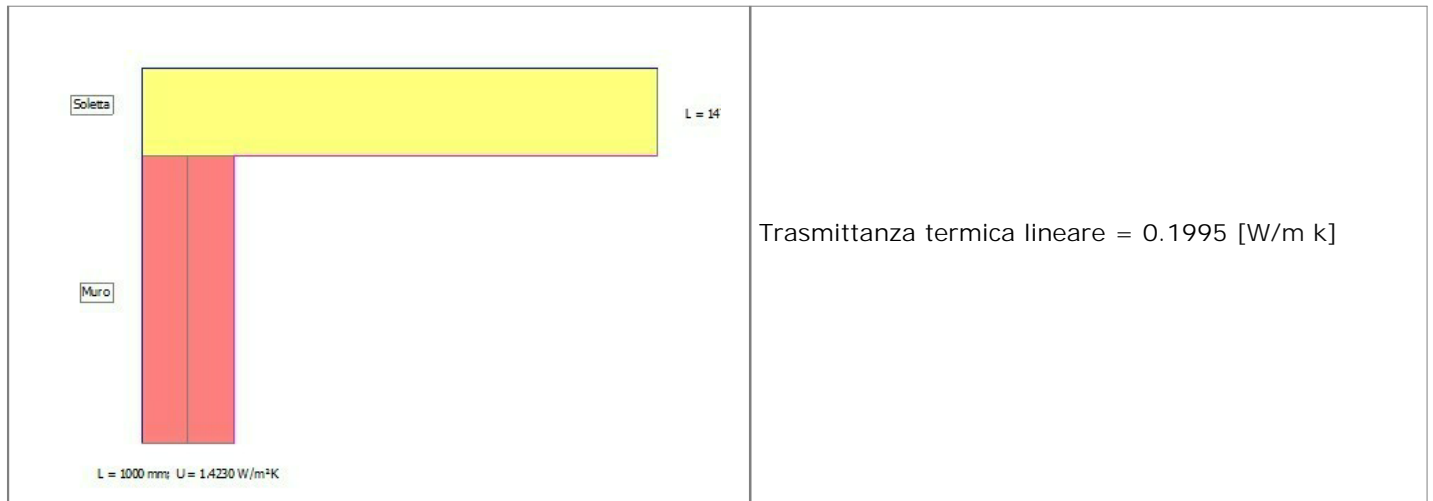 Soletta
L = 14
Muro
L = 1000 mm; U = 1.4230 W/m²K
Trasmittanza termica lineare = 0.1995 [W/m k]